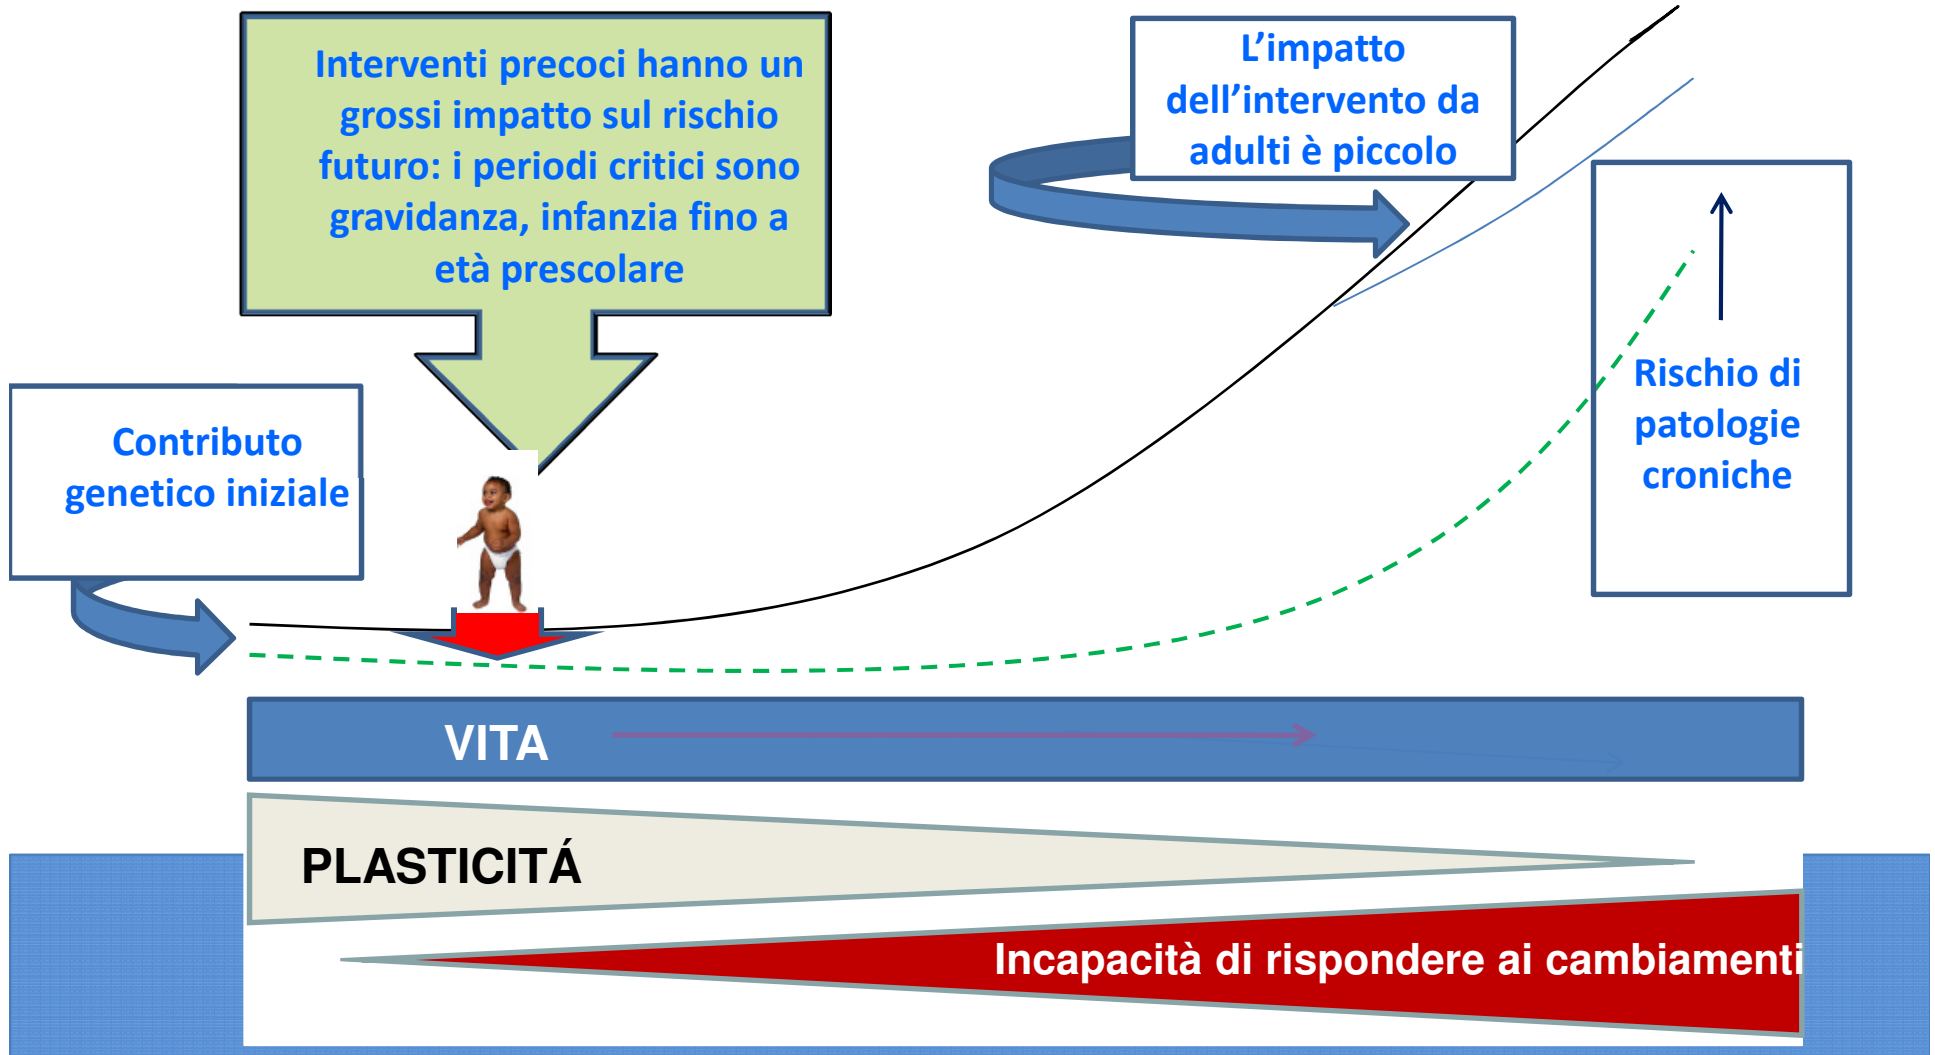 Interventi precoci hanno un
grossi impatto sul rischio
futuro: i periodi critici sono
gravidanza, infanzia fino a
età prescolare
L’impatto
dell’intervento da
adulti è piccolo
Contributo
genetico iniziale
Rischio di
patologie
croniche
VITA
PLASTICITÁ
Incapacità di rispondere ai cambiamenti